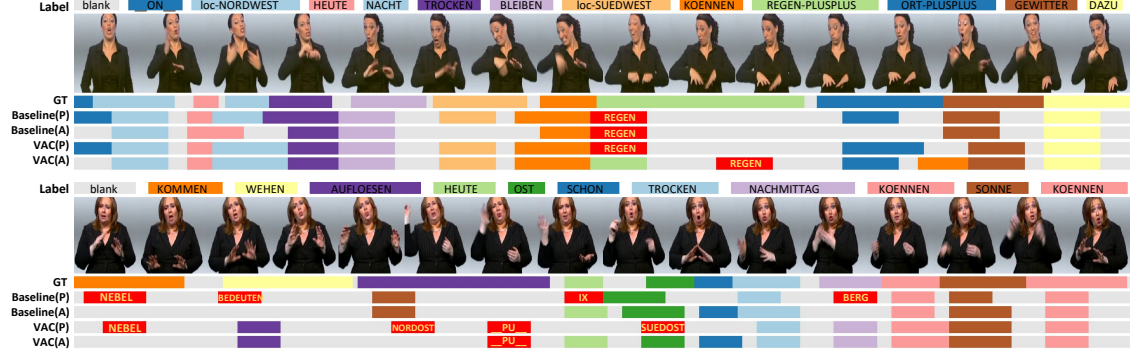 Label blank __ON__ loc-NORDWEST HEUTE NACHT TROCKEN BLEIBEN loc-SUEDWEST KOENNEN REGEN-PLUSPLUS ORT-PLUSPLUS GEWITTER DAZU
GT
Baseline(P) REGEN
Baseline(A) REGEN
VAC(P) REGEN
VAC(A) REGEN
Label blank KOMMEN WEHEN AUFLOESEN HEUTE OST SCHON TROCKEN NACHMITTAG KOENNEN SONNE KOENNEN
GT
Baseline(P) NEBEL BEDEUTEN IX BERG
Baseline(A)
VAC(P) NEBEL NORDOST __PU__ SUEDOST
VAC(A) __PU__